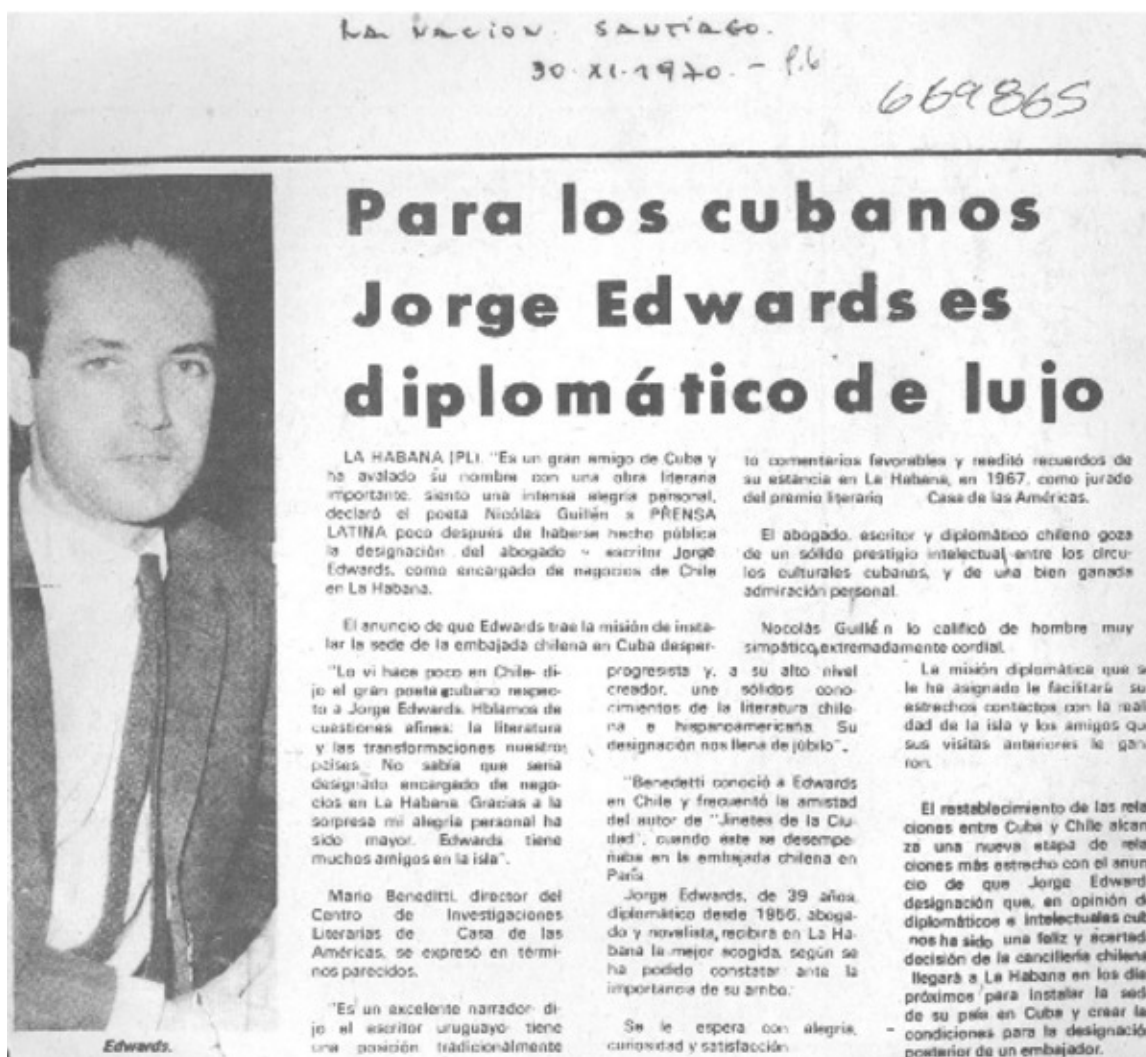 LA NACION. SANTIAGO.
30.XI.1970.- P.6
669865
Para los cubanos
Jorge Edwards es
diplomático de lujo
LA HABANA (PL). "Es un gran amigo de Cuba y
ha avalado su nombre con una obra literaria
importante, siento una intensa alegría personal,
declaró el poeta Nicolás Guillén a PRENSA
LATINA poco después de haberse hecho pública
la designación del abogado - escritor Jorge
Edwards, como encargado de negocios de Chile
en La Habana.
El anuncio de que Edwards trae la misión de insta-
lar la sede de la embajada chilena en Cuba desper-
tó comentarios favorables y reeditó recuerdos de
su estancia en La Habana, en 1967, como jurado
del premio literario Casa de las Américas.
El abogado, escritor y diplomático chileno goza
de un sólido prestigio intelectual entre los círcu-
los culturales cubanos, y de una bien ganada
admiración personal.
Nocolás Guillén lo calificó de hombre muy
simpático, extremadamente cordial.
"Lo vi hace poco en Chile- di-
jo el gran poeta cubano respec-
to a Jorge Edwards. Hblamos de
cuestiones afines: la literatura
y las transformaciones nuestros
países. No sabía que sería
designado encargado de nego-
cios en La Habana. Gracias a la
sorpresa mi alegría personal ha
sido mayor. Edwards tiene
muchos amigos en la isla".
Mario Beneditti, director del
Centro de Investigaciones
Literarias de Casa de las
Américas, se expresó en térmi-
nos parecidos.
"Es un excelente narrador- di-
jo el escritor uruguayo- tiene
una posición tradicionalmente
progresista y, a su alto nivel
creador, une sólidos cono-
cimientos de la literatura chile-
na e hispanoamericana. Su
designación nos llena de júbilo".
"Benedetti conoció a Edwards
en Chile y frecuentó la amistad
del autor de "Jinetes de la Ciu-
dad", cuando éste se desempe-
ñaba en la embajada chilena en
París
Jorge Edwards, de 39 años,
diplomático desde 1956, aboga-
do y novelista, recibirá en La Ha-
bana la mejor acogida, según se
ha podido constatar ante la
importancia de su arribo.
Se le espera con alegría,
curiosidad y satisfacción
La misión diplomática que s
le ha asignado le facilitará su
estrechos contactos con la reali
dad de la isla y los amigos qu
sus visitas anteriores le gan
ron.
El restablecimiento de las rela
ciones entre Cuba y Chile alcan
za una nueva etapa de rela
ciones más estrecho con el anun
cio de que Jorge Edward
designación que, en opinión d
diplomáticos e intelectuales cub
nos ha sido una feliz y acertad
decisión de la cancillería chilena
llegará a La Habana en los día
próximos para instalar la sed
de su país en Cuba y crear la
condiciones para la designació
posterior de un embajador.
Edwards.